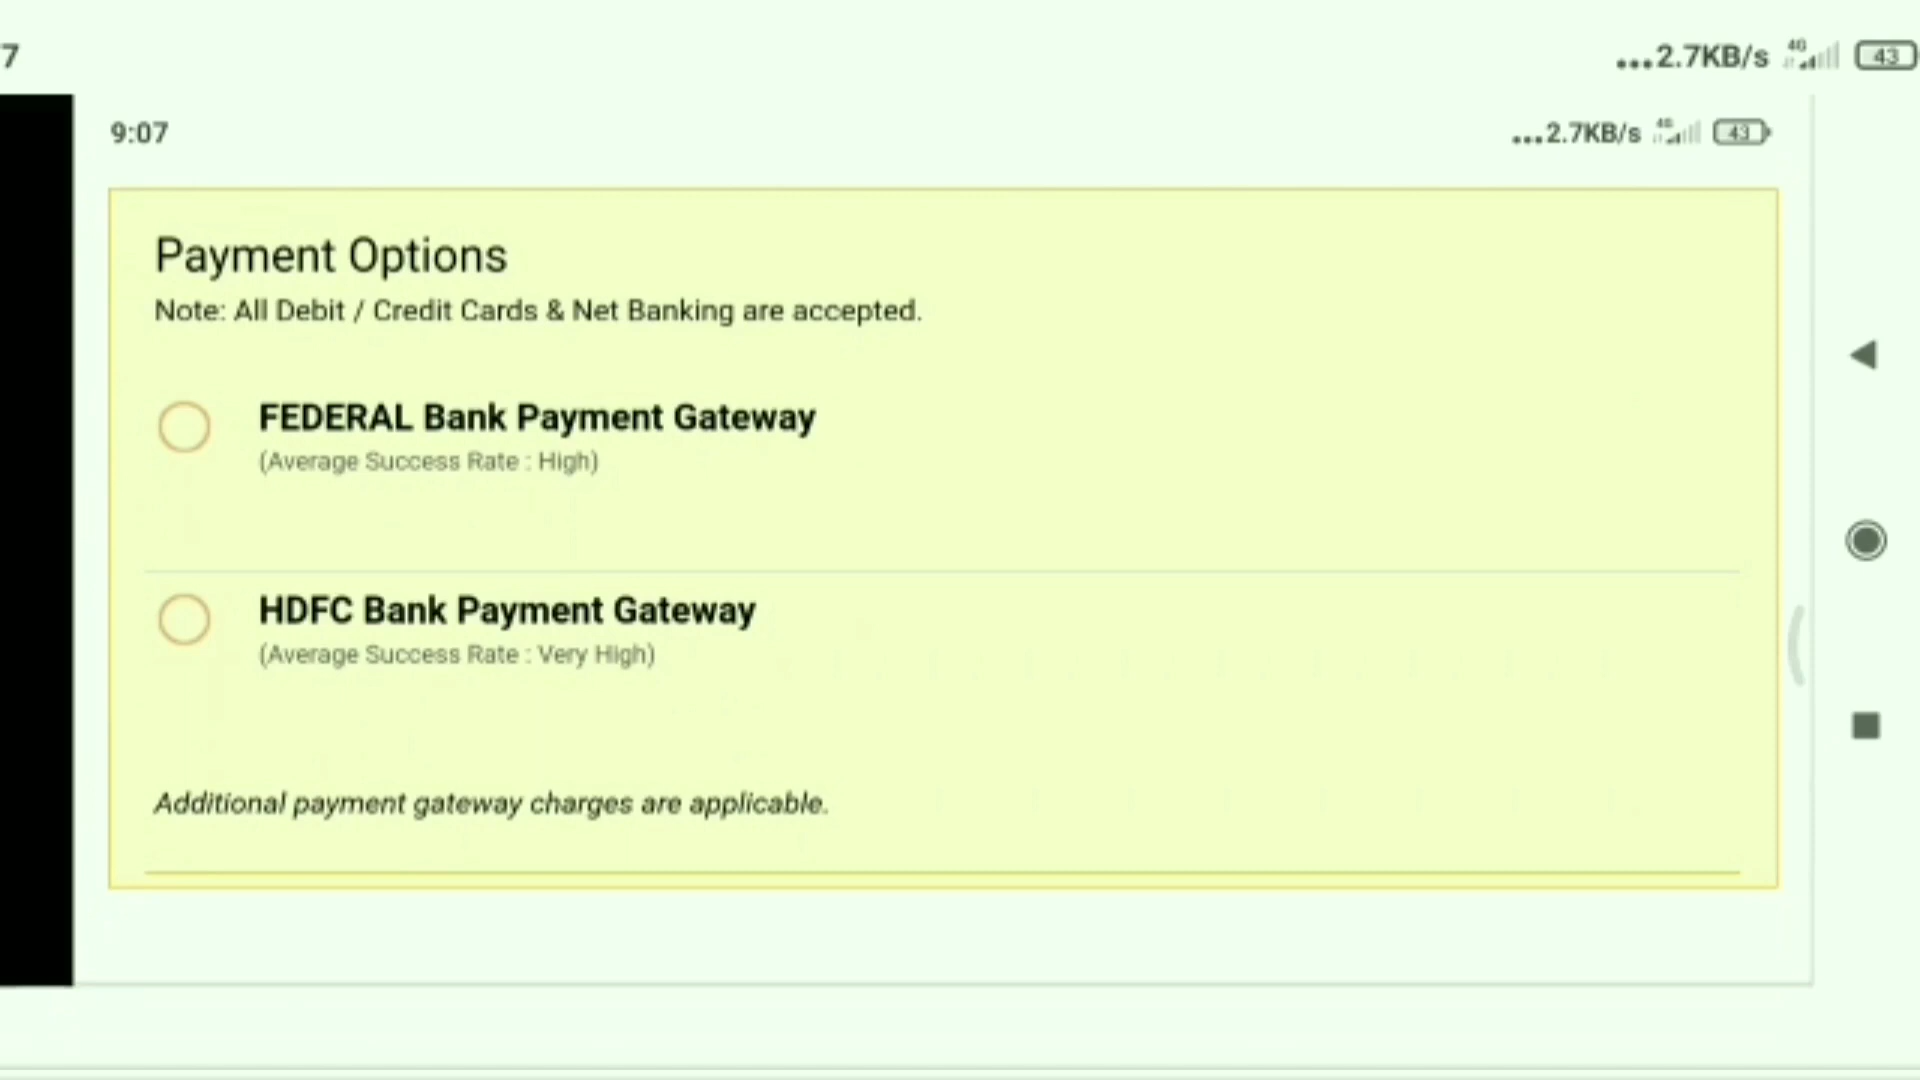 7
...2.7KB/s 4G 43
9:07
...2.7KB/s 4G 43
Payment Options
Note: All Debit / Credit Cards & Net Banking are accepted.
FEDERAL Bank Payment Gateway
(Average Success Rate : High)
HDFC Bank Payment Gateway
(Average Success Rate : Very High)
Additional payment gateway charges are applicable.